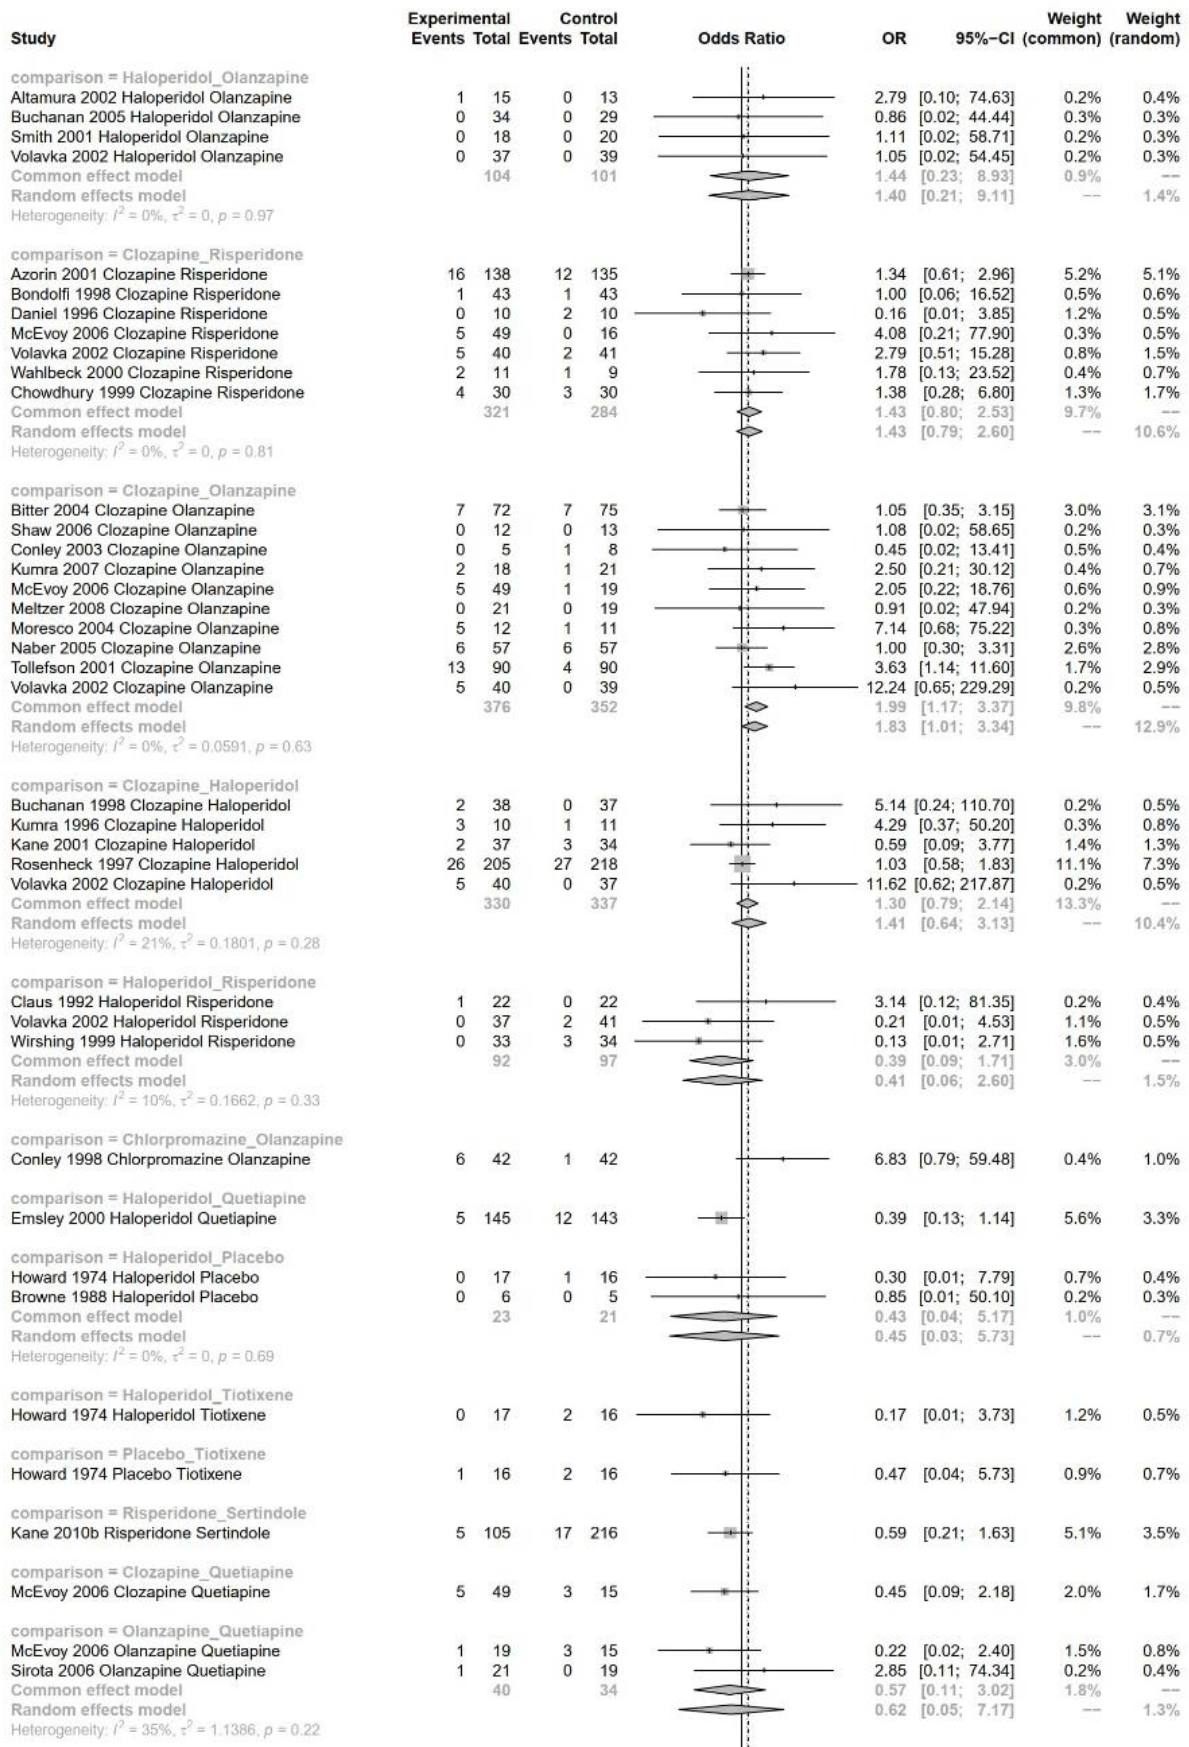 Experimental Control Weight Weight
Study Events Total Events Total Odds Ratio OR 95%−CI (common) (random)
comparison = Haloperidol_Olanzapine
Altamura 2002 Haloperidol Olanzapine 1 15 0 13 2.79 [0.10; 74.63] 0.2% 0.4%
Buchanan 2005 Haloperidol Olanzapine 0 34 0 29 0.86 [0.02; 44.44] 0.3% 0.3%
Smith 2001 Haloperidol Olanzapine 0 18 0 20 1.11 [0.02; 58.71] 0.2% 0.3%
Volavka 2002 Haloperidol Olanzapine 0 37 0 39 1.05 [0.02; 54.45] 0.2% 0.3%
Common effect model 104 101 1.44 [0.23; 8.93] 0.9% −−
Random effects model 1.40 [0.21; 9.11] −− 1.4%
Heterogeneity: I² = 0%, τ² = 0, p = 0.97
comparison = Clozapine_Risperidone
Azorin 2001 Clozapine Risperidone 16 138 12 135 1.34 [0.61; 2.96] 5.2% 5.1%
Bondolfi 1998 Clozapine Risperidone 1 43 1 43 1.00 [0.06; 16.52] 0.5% 0.6%
Daniel 1996 Clozapine Risperidone 0 10 2 10 0.16 [0.01; 3.85] 1.2% 0.5%
McEvoy 2006 Clozapine Risperidone 5 49 0 16 4.08 [0.21; 77.90] 0.3% 0.5%
Volavka 2002 Clozapine Risperidone 5 40 2 41 2.79 [0.51; 15.28] 0.8% 1.5%
Wahlbeck 2000 Clozapine Risperidone 2 11 1 9 1.78 [0.13; 23.52] 0.4% 0.7%
Chowdhury 1999 Clozapine Risperidone 4 30 3 30 1.38 [0.28; 6.80] 1.3% 1.7%
Common effect model 321 284 1.43 [0.80; 2.53] 9.7% −−
Random effects model 1.43 [0.79; 2.60] −− 10.6%
Heterogeneity: I² = 0%, τ² = 0, p = 0.81
comparison = Clozapine_Olanzapine
Bitter 2004 Clozapine Olanzapine 7 72 7 75 1.05 [0.35; 3.15] 3.0% 3.1%
Shaw 2006 Clozapine Olanzapine 0 12 0 13 1.08 [0.02; 58.65] 0.2% 0.3%
Conley 2003 Clozapine Olanzapine 0 5 1 8 0.45 [0.02; 13.41] 0.5% 0.4%
Kumra 2007 Clozapine Olanzapine 2 18 1 21 2.50 [0.21; 30.12] 0.4% 0.7%
McEvoy 2006 Clozapine Olanzapine 5 49 1 19 2.05 [0.22; 18.76] 0.6% 0.9%
Meltzer 2008 Clozapine Olanzapine 0 21 0 19 0.91 [0.02; 47.94] 0.2% 0.3%
Moresco 2004 Clozapine Olanzapine 5 12 1 11 7.14 [0.68; 75.22] 0.3% 0.8%
Naber 2005 Clozapine Olanzapine 6 57 6 57 1.00 [0.30; 3.31] 2.6% 2.8%
Tollefson 2001 Clozapine Olanzapine 13 90 4 90 3.63 [1.14; 11.60] 1.7% 2.9%
Volavka 2002 Clozapine Olanzapine 5 40 0 39 12.24 [0.65; 229.29] 0.2% 0.5%
Common effect model 376 352 1.99 [1.17; 3.37] 9.8% −−
Random effects model 1.83 [1.01; 3.34] −− 12.9%
Heterogeneity: I² = 0%, τ² = 0.0591, p = 0.63
comparison = Clozapine_Haloperidol
Buchanan 1998 Clozapine Haloperidol 2 38 0 37 5.14 [0.24; 110.70] 0.2% 0.5%
Kumra 1996 Clozapine Haloperidol 3 10 1 11 4.29 [0.37; 50.20] 0.3% 0.8%
Kane 2001 Clozapine Haloperidol 2 37 3 34 0.59 [0.09; 3.77] 1.4% 1.3%
Rosenheck 1997 Clozapine Haloperidol 26 205 27 218 1.03 [0.58; 1.83] 11.1% 7.3%
Volavka 2002 Clozapine Haloperidol 5 40 0 37 11.62 [0.62; 217.87] 0.2% 0.5%
Common effect model 330 337 1.30 [0.79; 2.14] 13.3% −−
Random effects model 1.41 [0.64; 3.13] −− 10.4%
Heterogeneity: I² = 21%, τ² = 0.1801, p = 0.28
comparison = Haloperidol_Risperidone
Claus 1992 Haloperidol Risperidone 1 22 0 22 3.14 [0.12; 81.35] 0.2% 0.4%
Volavka 2002 Haloperidol Risperidone 0 37 2 41 0.21 [0.01; 4.53] 1.1% 0.5%
Wirshing 1999 Haloperidol Risperidone 0 33 3 34 0.13 [0.01; 2.71] 1.6% 0.5%
Common effect model 92 97 0.39 [0.09; 1.71] 3.0% −−
Random effects model 0.41 [0.06; 2.60] −− 1.5%
Heterogeneity: I² = 10%, τ² = 0.1662, p = 0.33
comparison = Chlorpromazine_Olanzapine
Conley 1998 Chlorpromazine Olanzapine 6 42 1 42 6.83 [0.79; 59.48] 0.4% 1.0%
comparison = Haloperidol_Quetiapine
Emsley 2000 Haloperidol Quetiapine 5 145 12 143 0.39 [0.13; 1.14] 5.6% 3.3%
comparison = Haloperidol_Placebo
Howard 1974 Haloperidol Placebo 0 17 1 16 0.30 [0.01; 7.79] 0.7% 0.4%
Browne 1988 Haloperidol Placebo 0 6 0 5 0.85 [0.01; 50.10] 0.2% 0.3%
Common effect model 23 21 0.43 [0.04; 5.17] 1.0% −−
Random effects model 0.45 [0.03; 5.73] −− 0.7%
Heterogeneity: I² = 0%, τ² = 0, p = 0.69
comparison = Haloperidol_Tiotixene
Howard 1974 Haloperidol Tiotixene 0 17 2 16 0.17 [0.01; 3.73] 1.2% 0.5%
comparison = Placebo_Tiotixene
Howard 1974 Placebo Tiotixene 1 16 2 16 0.47 [0.04; 5.73] 0.9% 0.7%
comparison = Risperidone_Sertindole
Kane 2010b Risperidone Sertindole 5 105 17 216 0.59 [0.21; 1.63] 5.1% 3.5%
comparison = Clozapine_Quetiapine
McEvoy 2006 Clozapine Quetiapine 5 49 3 15 0.45 [0.09; 2.18] 2.0% 1.7%
comparison = Olanzapine_Quetiapine
McEvoy 2006 Olanzapine Quetiapine 1 19 3 15 0.22 [0.02; 2.40] 1.5% 0.8%
Sirota 2006 Olanzapine Quetiapine 1 21 0 19 2.85 [0.11; 74.34] 0.2% 0.4%
Common effect model 40 34 0.57 [0.11; 3.02] 1.8% −−
Random effects model 0.62 [0.05; 7.17] −− 1.3%
Heterogeneity: I² = 35%, τ² = 1.1386, p = 0.22